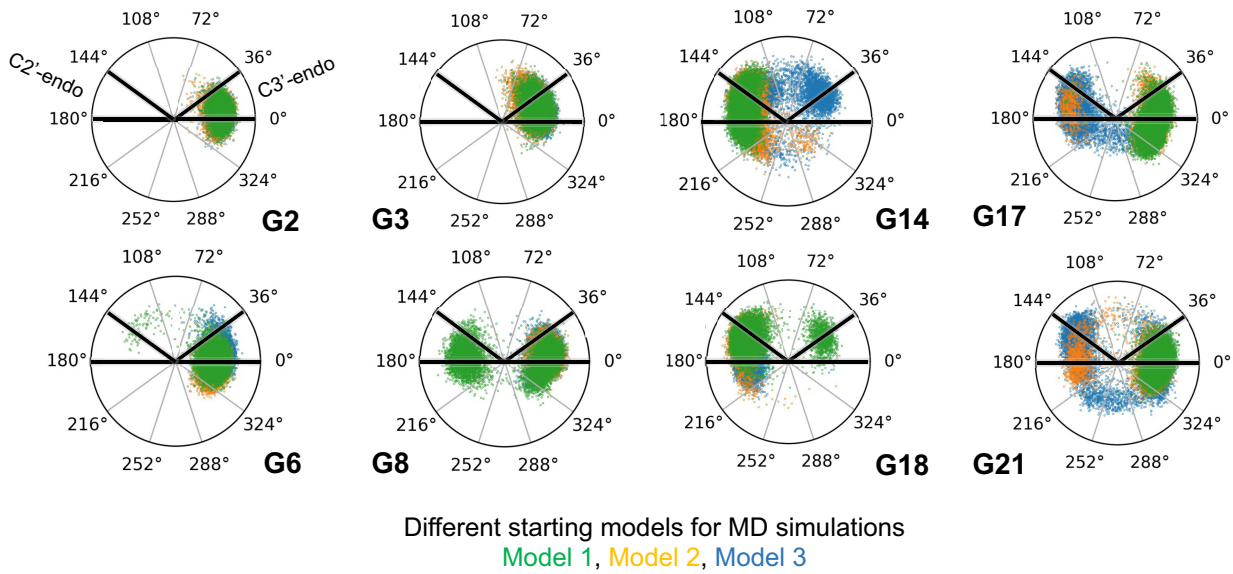 108° 72° 108° 72° 108° 72° 108° 72°
144° 36° 144° 36° 144° 36° 144° 36°
C2'-endo C3'-endo
180° 0° 180° 0° 180° 0° 180° 0°
216° 324° 216° 324° 216° 324° 216° 324°
252° 288° G2 G3 252° 288° 252° 288° G14 G17 252° 288°
108° 72° 108° 72° 108° 72° 108° 72°
144° 36° 144° 36° 144° 36° 144° 36°
180° 0° 180° 0° 180° 0° 180° 0°
216° 324° 216° 324° 216° 324° 216° 324°
252° 288° G6 G8 252° 288° 252° 288° G18 G21 252° 288°
Different starting models for MD simulations
Model 1, Model 2, Model 3